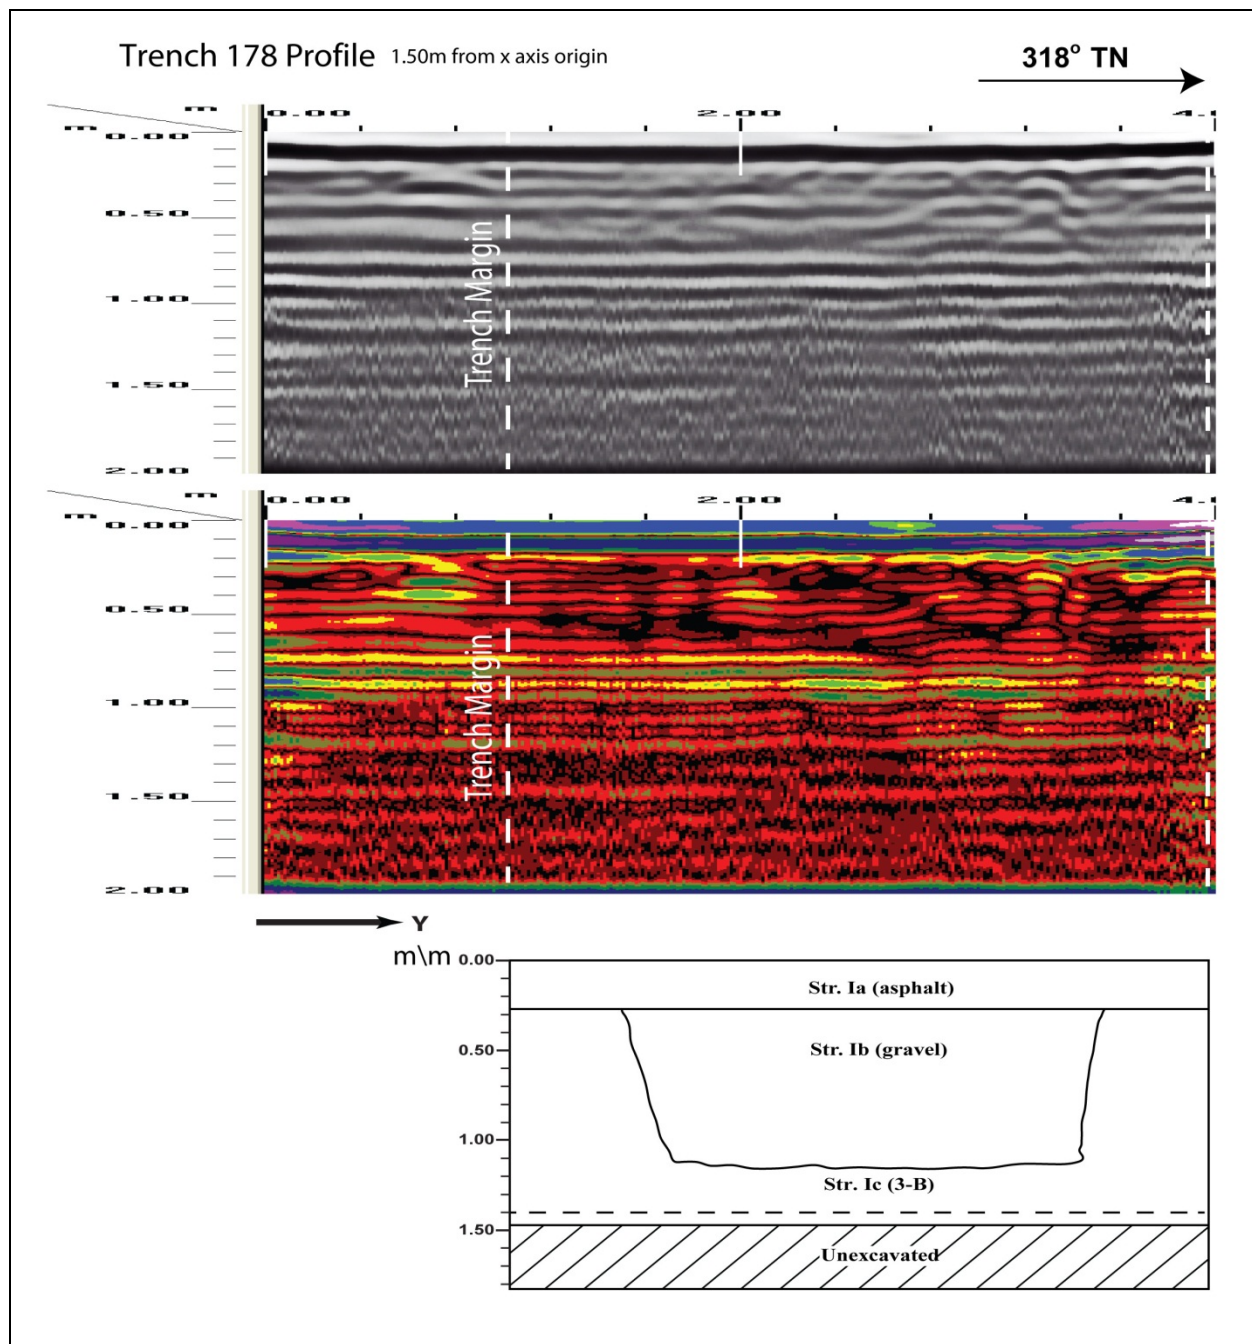 Trench 178 Profile 1.50m from x axis origin
318° TN
m
0.00 2.00
m
0.00
0.50
1.00
1.50
2.00
Trench Margin
m
0.00 2.00
m
0.00
0.50
1.00
1.50
2.00
Trench Margin
Y
m\m
0.00
Str. Ia (asphalt)
0.50
Str. Ib (gravel)
1.00
Str. Ic (3-B)
1.50
Unexcavated